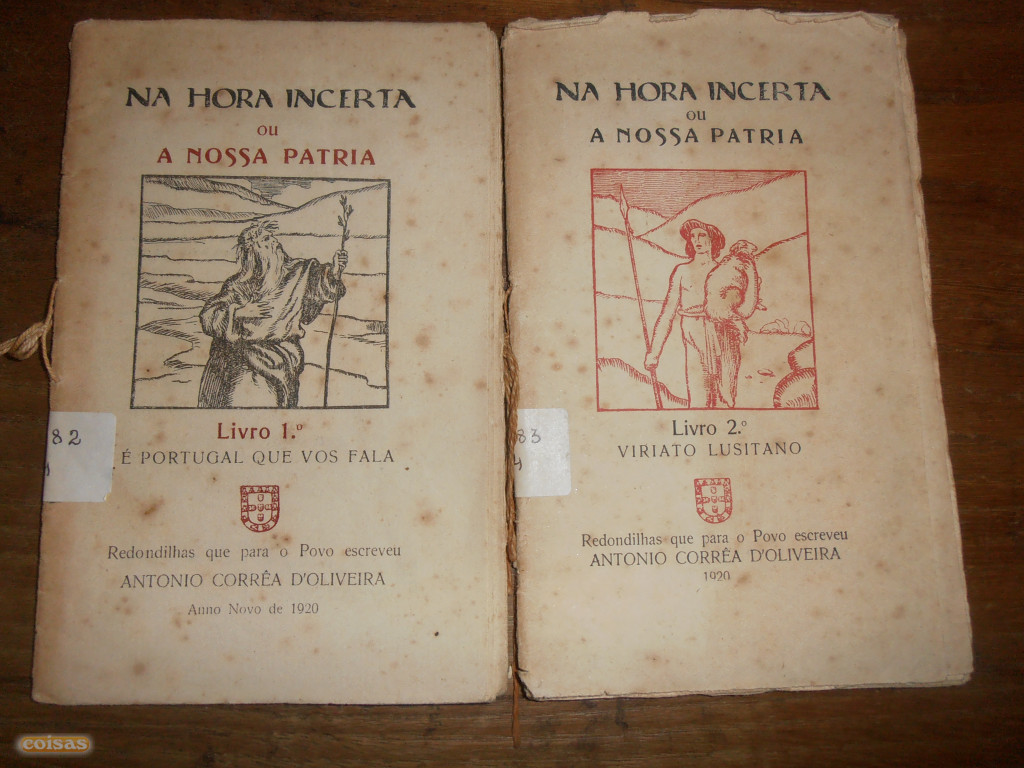 NA HORA INCERTA
OU
A NOSSA PATRIA
Livro 1.º
É PORTUGAL QUE VOS FALA
Redondilhas que para o Povo escreveu
ANTONIO CORRÊA D'OLIVEIRA
Anno Novo de 1920
82
NA HORA INCERTA
OU
A NOSSA PATRIA
Livro 2.º
VIRIATO LUSITANO
Redondilhas que para o Povo escreveu
ANTONIO CORRÊA D'OLIVEIRA
1920
83
coisas